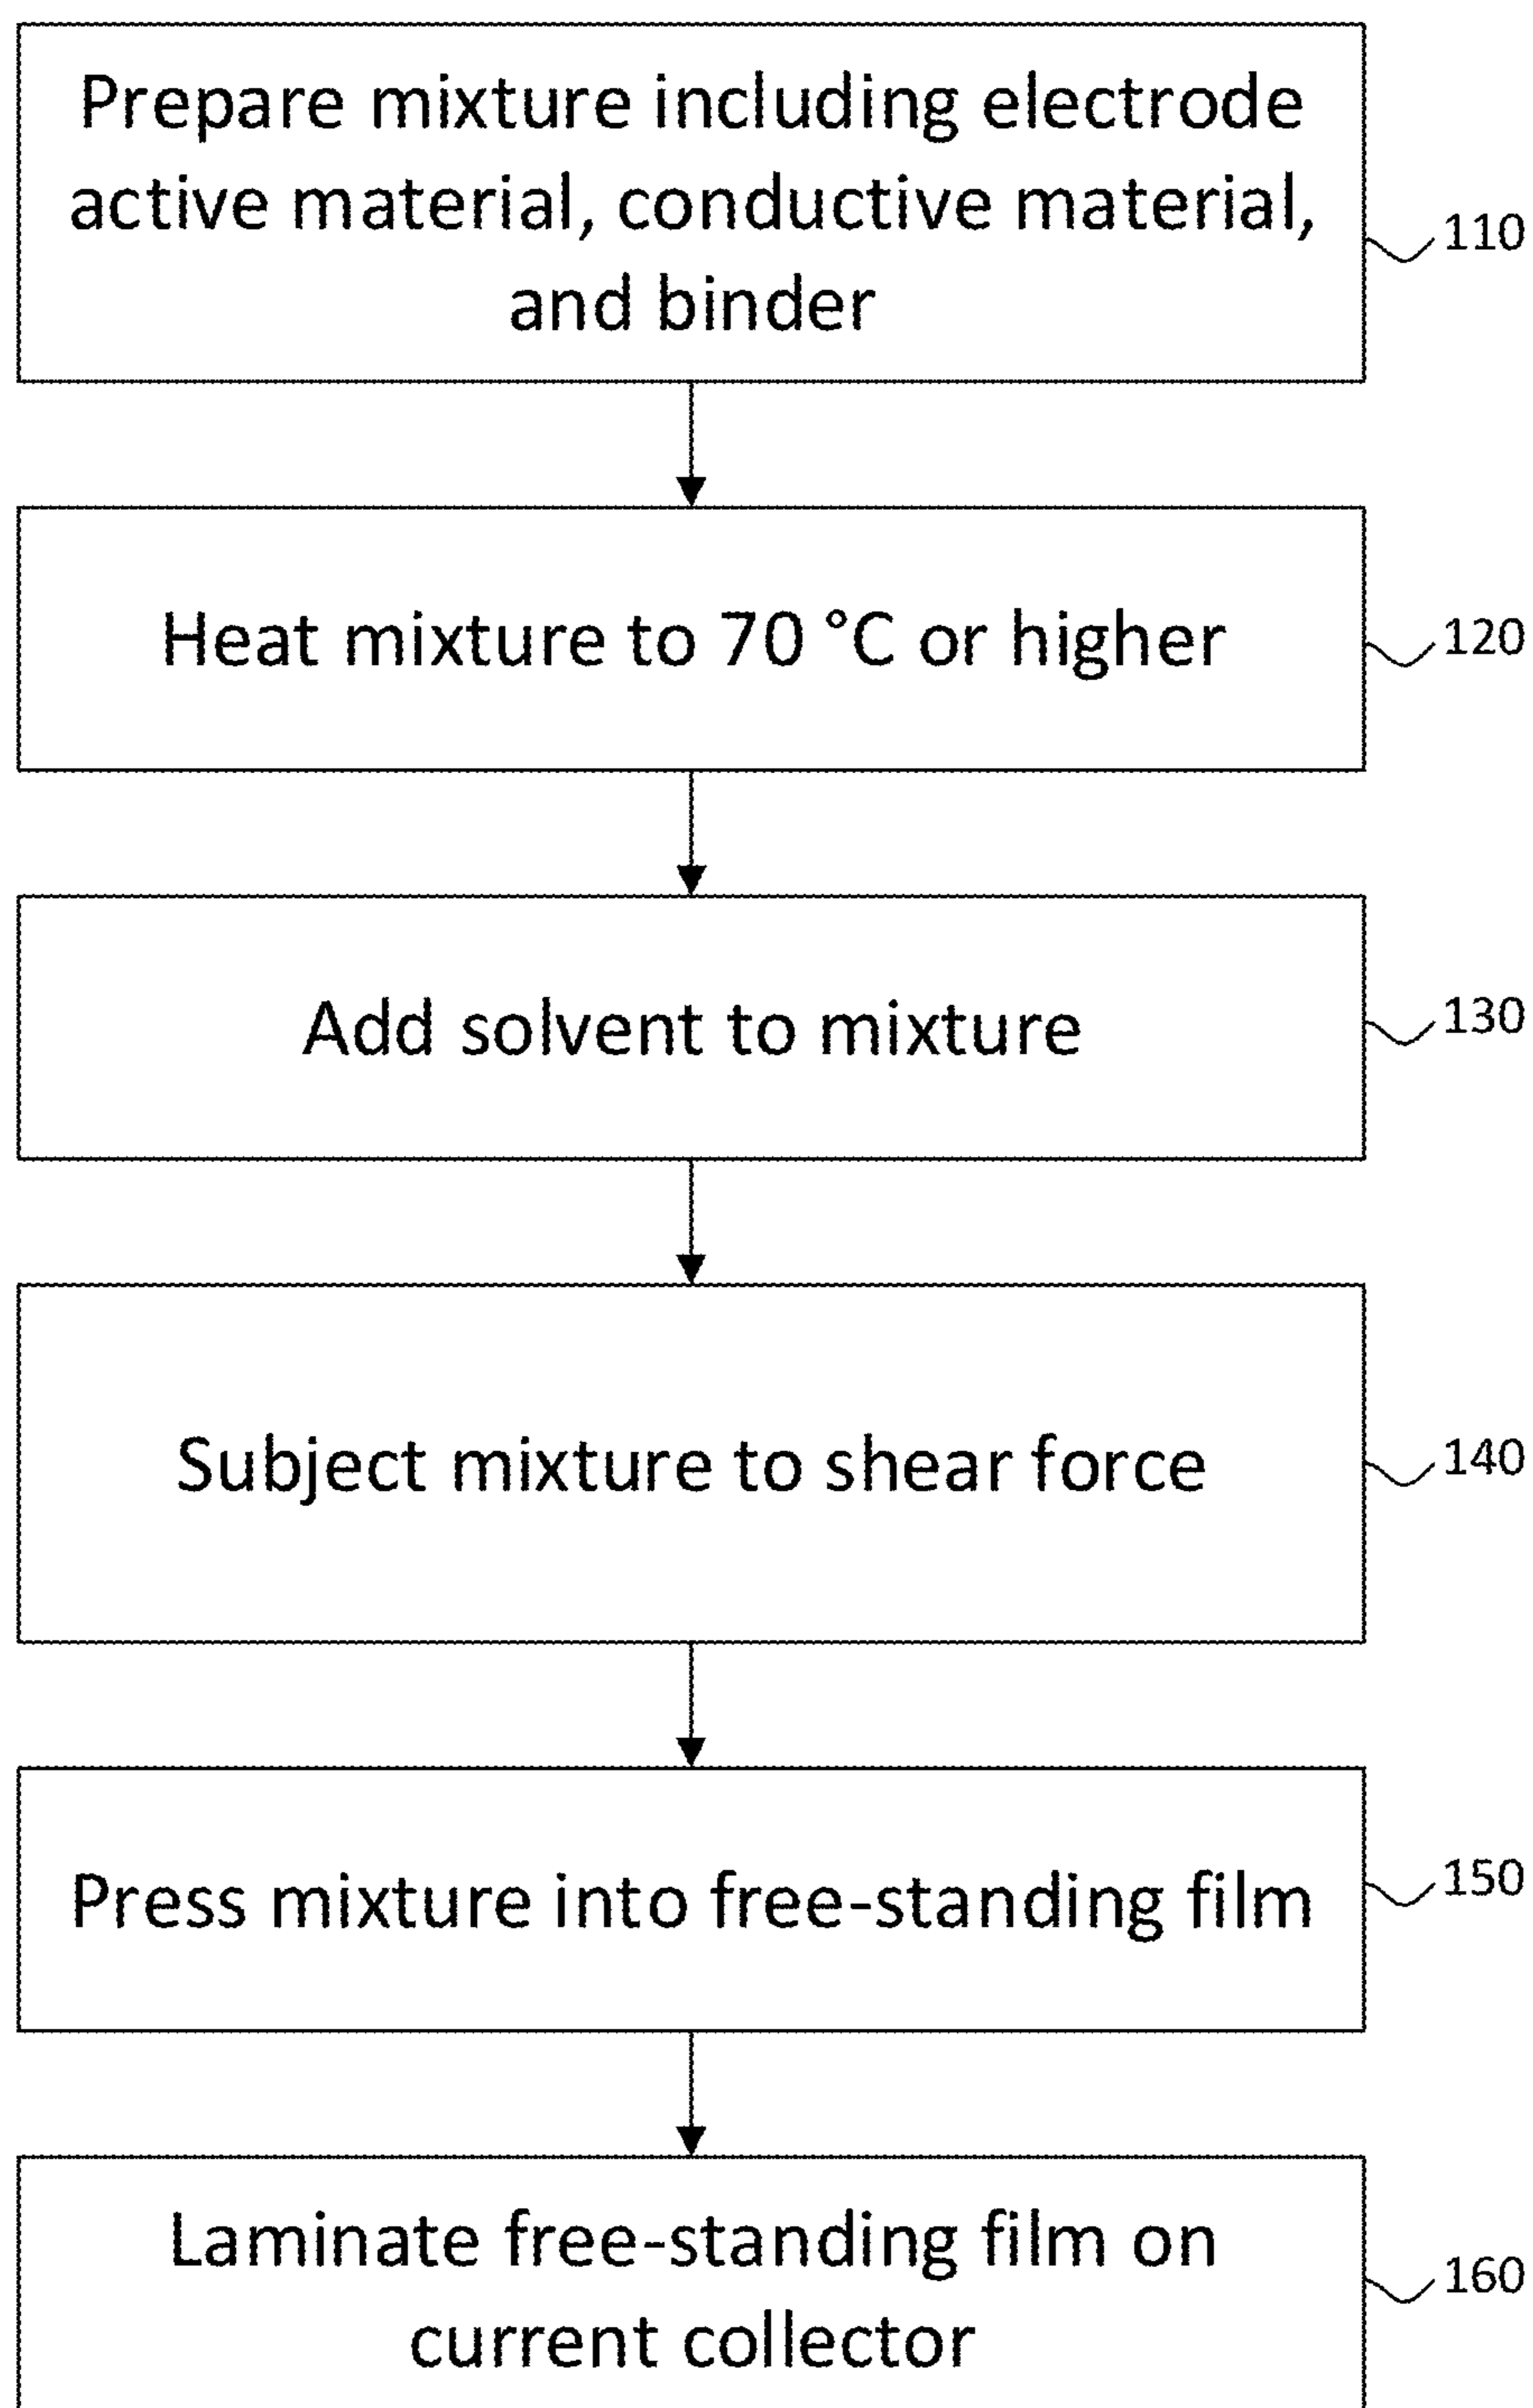 Prepare mixture including electrode
active material, conductive material,
and binder
110
Heat mixture to 70 °C or higher
120
Add solvent to mixture
130
Subject mixture to shear force
140
Press mixture into free-standing film
150
Laminate free-standing film on
current collector
160